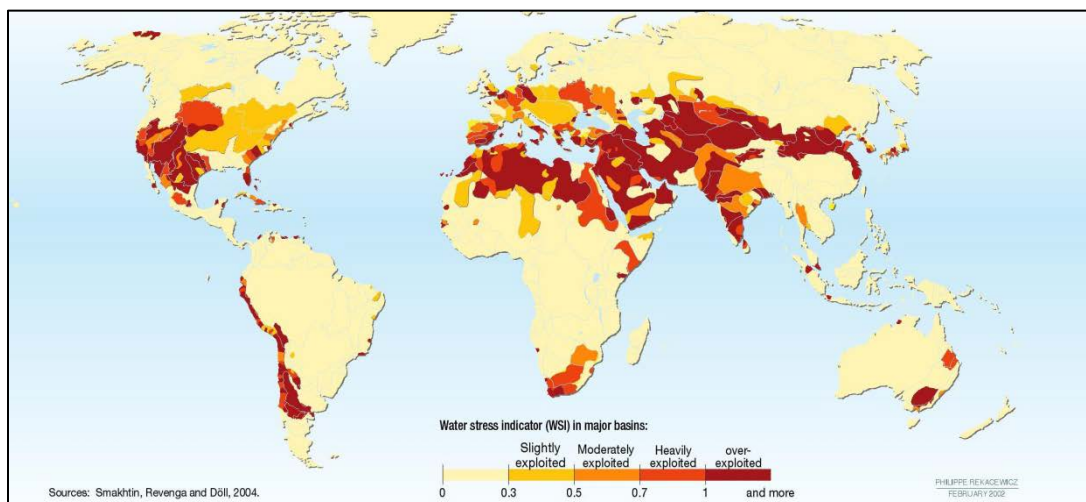 Water stress indicator (WSI) in major basins:
Slightly exploited
Moderately exploited
Heavily exploited
over-exploited
0 0.3 0.5 0.7 1 and more
Sources: Smakhtin, Revenga and Döll, 2004.
PHILIPPE REKACEWICZ
FEBRUARY 2002